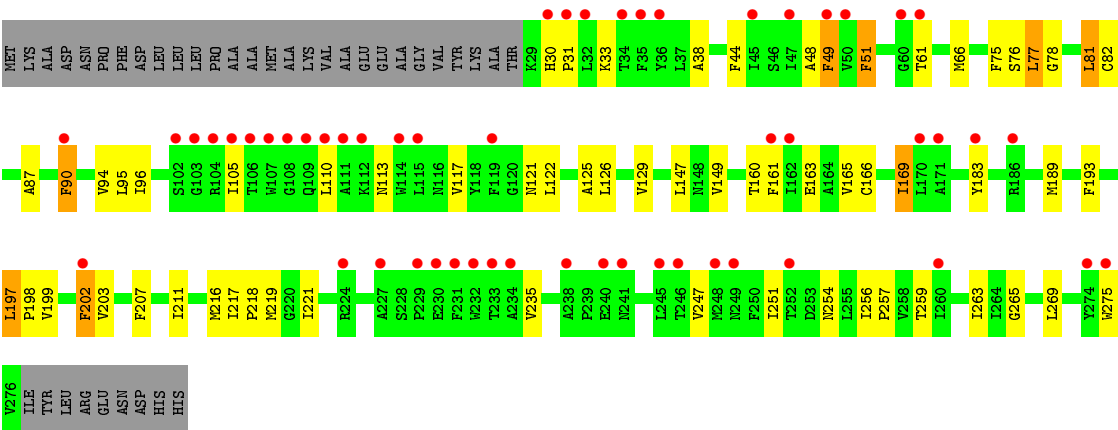 MET LYS ALA ASP ASN PRO PHE ASP LEU LEU LEU PRO ALA ALA MET ALA LYS VAL ALA GLU GLU ALA GLY VAL TYR LYS ALA THR K29 H30 P31 L32 K33 T34 F35 Y36 L37 A38 F44 I45 S46 I47 A48 F49 V50 F51 G60 T61 M66 F75 S76 L77 G78 L81 C82
A87 F90 V94 L95 I96 S102 G103 R104 I105 T106 W107 G108 Q109 L110 A111 K112 N113 W114 L115 N116 V117 Y118 F119 G120 N121 L122 A125 L126 V129 L147 N148 V149 T160 F161 I162 E163 A164 V165 C166 I169 L170 A171 Y183 R186 M189 F193
L197 P198 V199 F202 V203 F207 I211 M216 I217 P218 M219 G220 I221 R224 A227 S228 P229 E230 F231 W232 T233 A234 V235 A238 P239 E240 N241 L245 T246 V247 M248 N249 F250 I251 T252 D253 N254 L255 I256 P257 V258 T259 I260 I263 I264 G265 L269 Y274 W275
V276 ILE TYR LEU ARG GLU ASN ASP HIS HIS